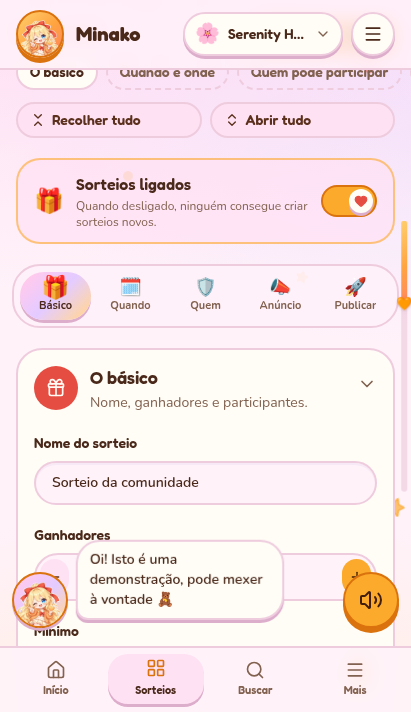 Minako
Serenity H...
O básico
Quando e onde
Quem pode participar
Recolher tudo
Abrir tudo
Sorteios ligados
Quando desligado, ninguém consegue criar
sorteios novos.
Básico
Quando
Quem
Anúncio
Publicar
O básico
Nome, ganhadores e participantes.
Nome do sorteio
Sorteio da comunidade
Ganhadores
Oi! Isto é uma
demonstração, pode mexer
à vontade 🧸
Mínimo
Início
Sorteios
Buscar
Mais